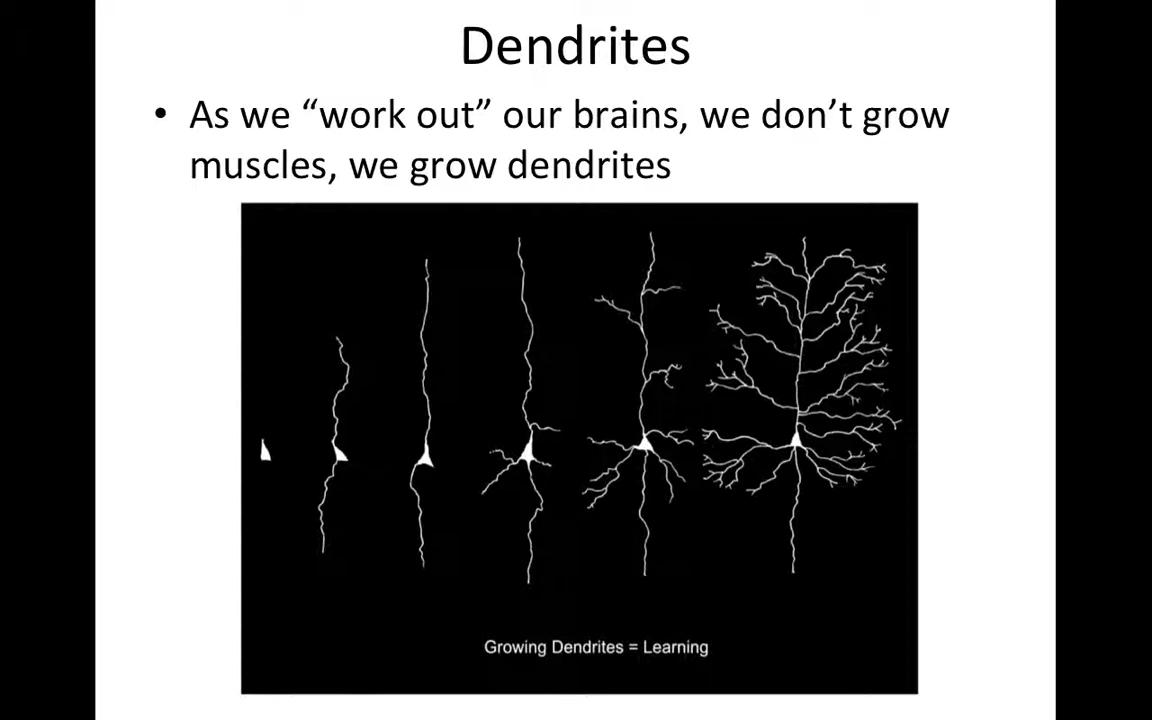 Dendrites
• As we “work out” our brains, we don’t grow
muscles, we grow dendrites
Growing Dendrites = Learning